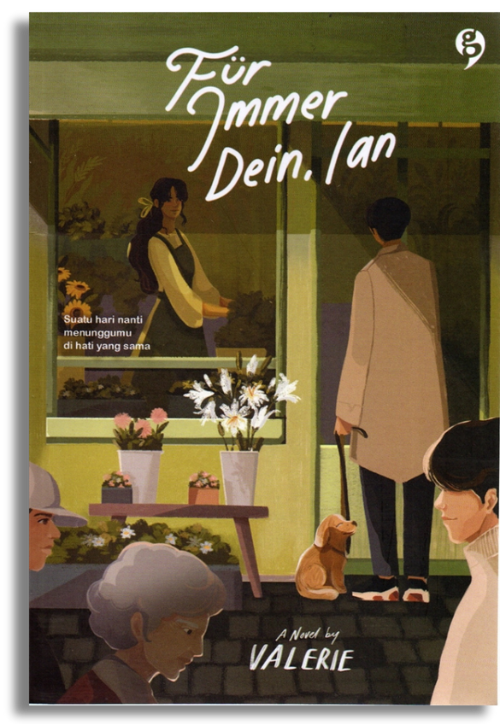 g
Für
Immer
Dein, Ian
Suatu hari nanti
menunggumu
di hati yang sama
A Novel by
VALERIE